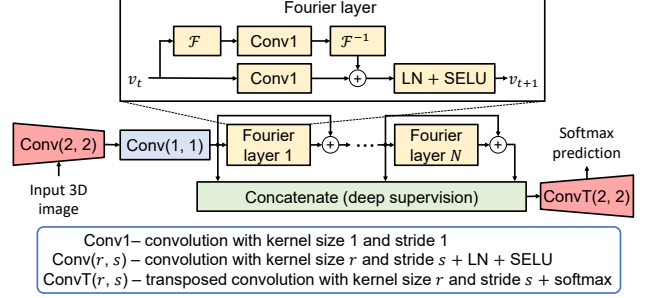 Fourier layer
ℱ
Conv1
ℱ⁻¹
vₜ
Conv1
+
LN + SELU
vₜ₊₁
Conv(2, 2)
Conv(1, 1)
Fourier
layer 1
+
···
Fourier
layer N
+
Softmax
prediction
Input 3D
image
Concatenate (deep supervision)
ConvT(2, 2)
Conv1– convolution with kernel size 1 and stride 1
Conv(r, s) – convolution with kernel size r and stride s + LN + SELU
ConvT(r, s) – transposed convolution with kernel size r and stride s + softmax